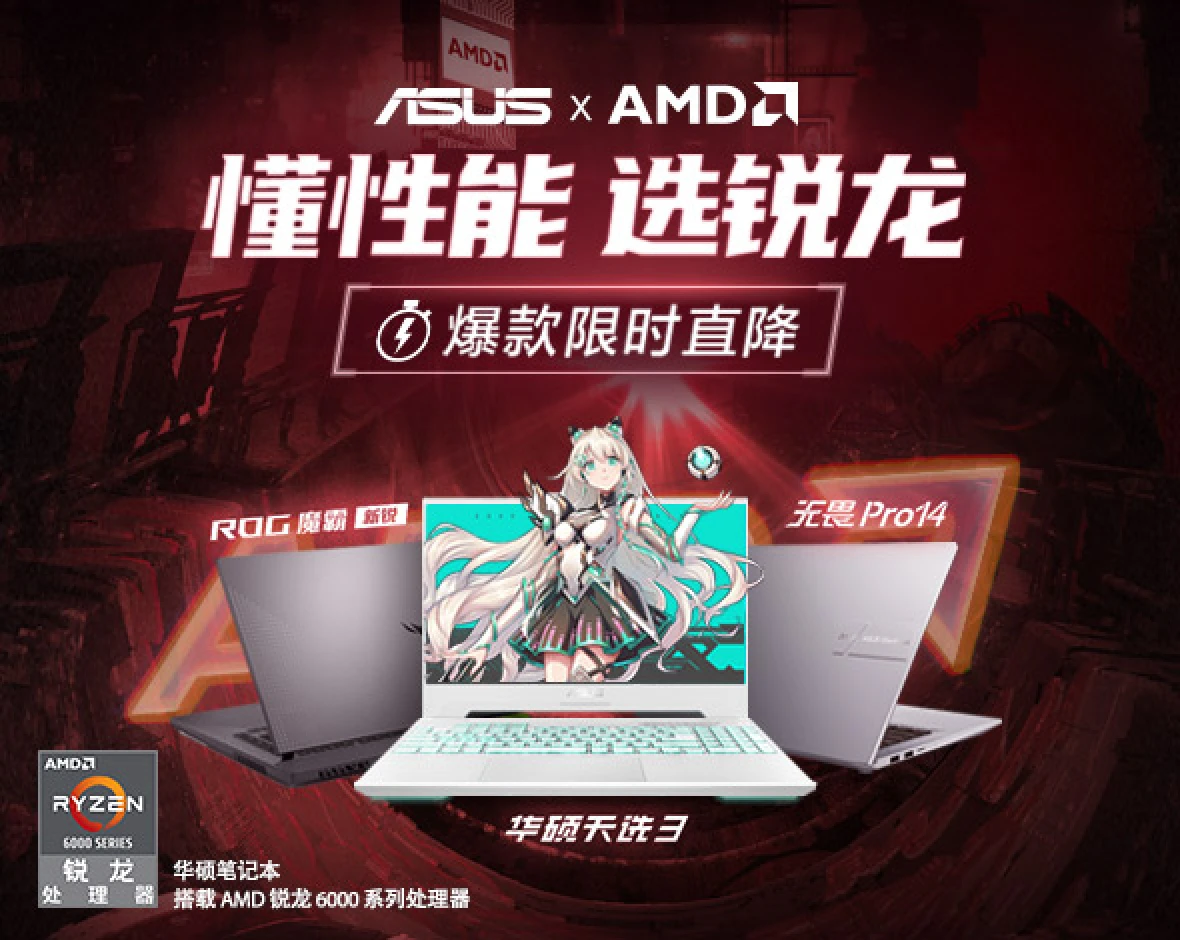 AMD
ASUS x AMD
懂性能 选锐龙
爆款限时直降
ROG 魔霸 新锐
无畏 Pro14
华硕天选3
AMD
RYZEN
6000 SERIES
锐 龙
处 理 器
华硕笔记本
搭载 AMD 锐龙 6000 系列处理器